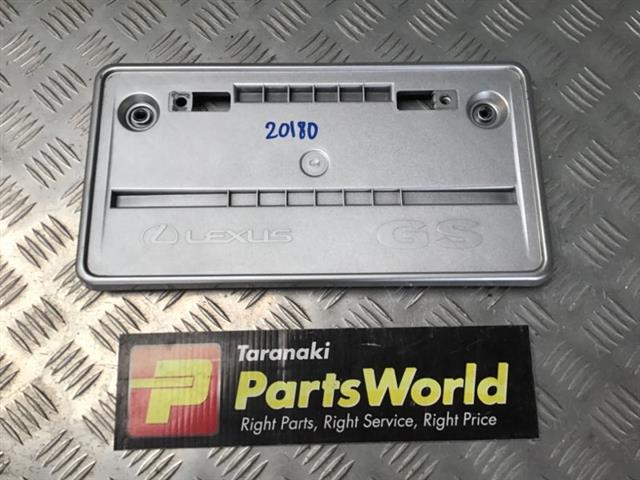 20180
LEXUS GS
Taranaki
PartsWorld
Right Parts, Right Service, Right Price